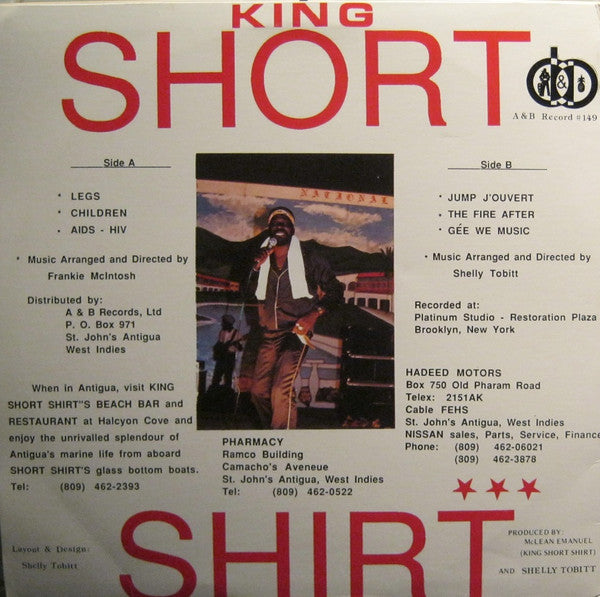 KING
SHORT
&
A & B Record #149
Side A
* LEGS
* CHILDREN
• AIDS - HIV
* Music Arranged and Directed by
Frankie McIntosh
Distributed by:
A & B Records, Ltd
P. O. Box 971
St. John's Antigua
West Indies
When in Antigua, visit KING
SHORT SHIRT"S BEACH BAR and
RESTAURANT at Halcyon Cove and
enjoy the unrivalled splendour of
Antigua's marine life from aboard
SHORT SHIRT'S glass bottom boats.
Tel: (809) 462-2393
NATIONAL
PHARMACY
Ramco Building
Camacho's Aveneue
St. John's Antigua, West Indies
Tel: (809) 462-0522
Side B
• JUMP J'OUVERT
• THE FIRE AFTER
• GÉE WE MUSIC
• Music Arranged and Directed by
Shelly Tobitt
Recorded at:
Platinum Studio - Restoration Plaza
Brooklyn, New York
HADEED MOTORS
Box 750 Old Pharam Road
Telex: 2151AK
Cable FEHS
St. John's Antigua, West Indies
NISSAN sales, Parts, Service, Finance
Phone: (809) 462-06021
(809) 462-3878
SHIRT
Layout & Design:
Shelly Tobitt
PRODUCED BY:
McLEAN EMANUEL
(KING SHORT SHIRT)
AND SHELLY TOBITT